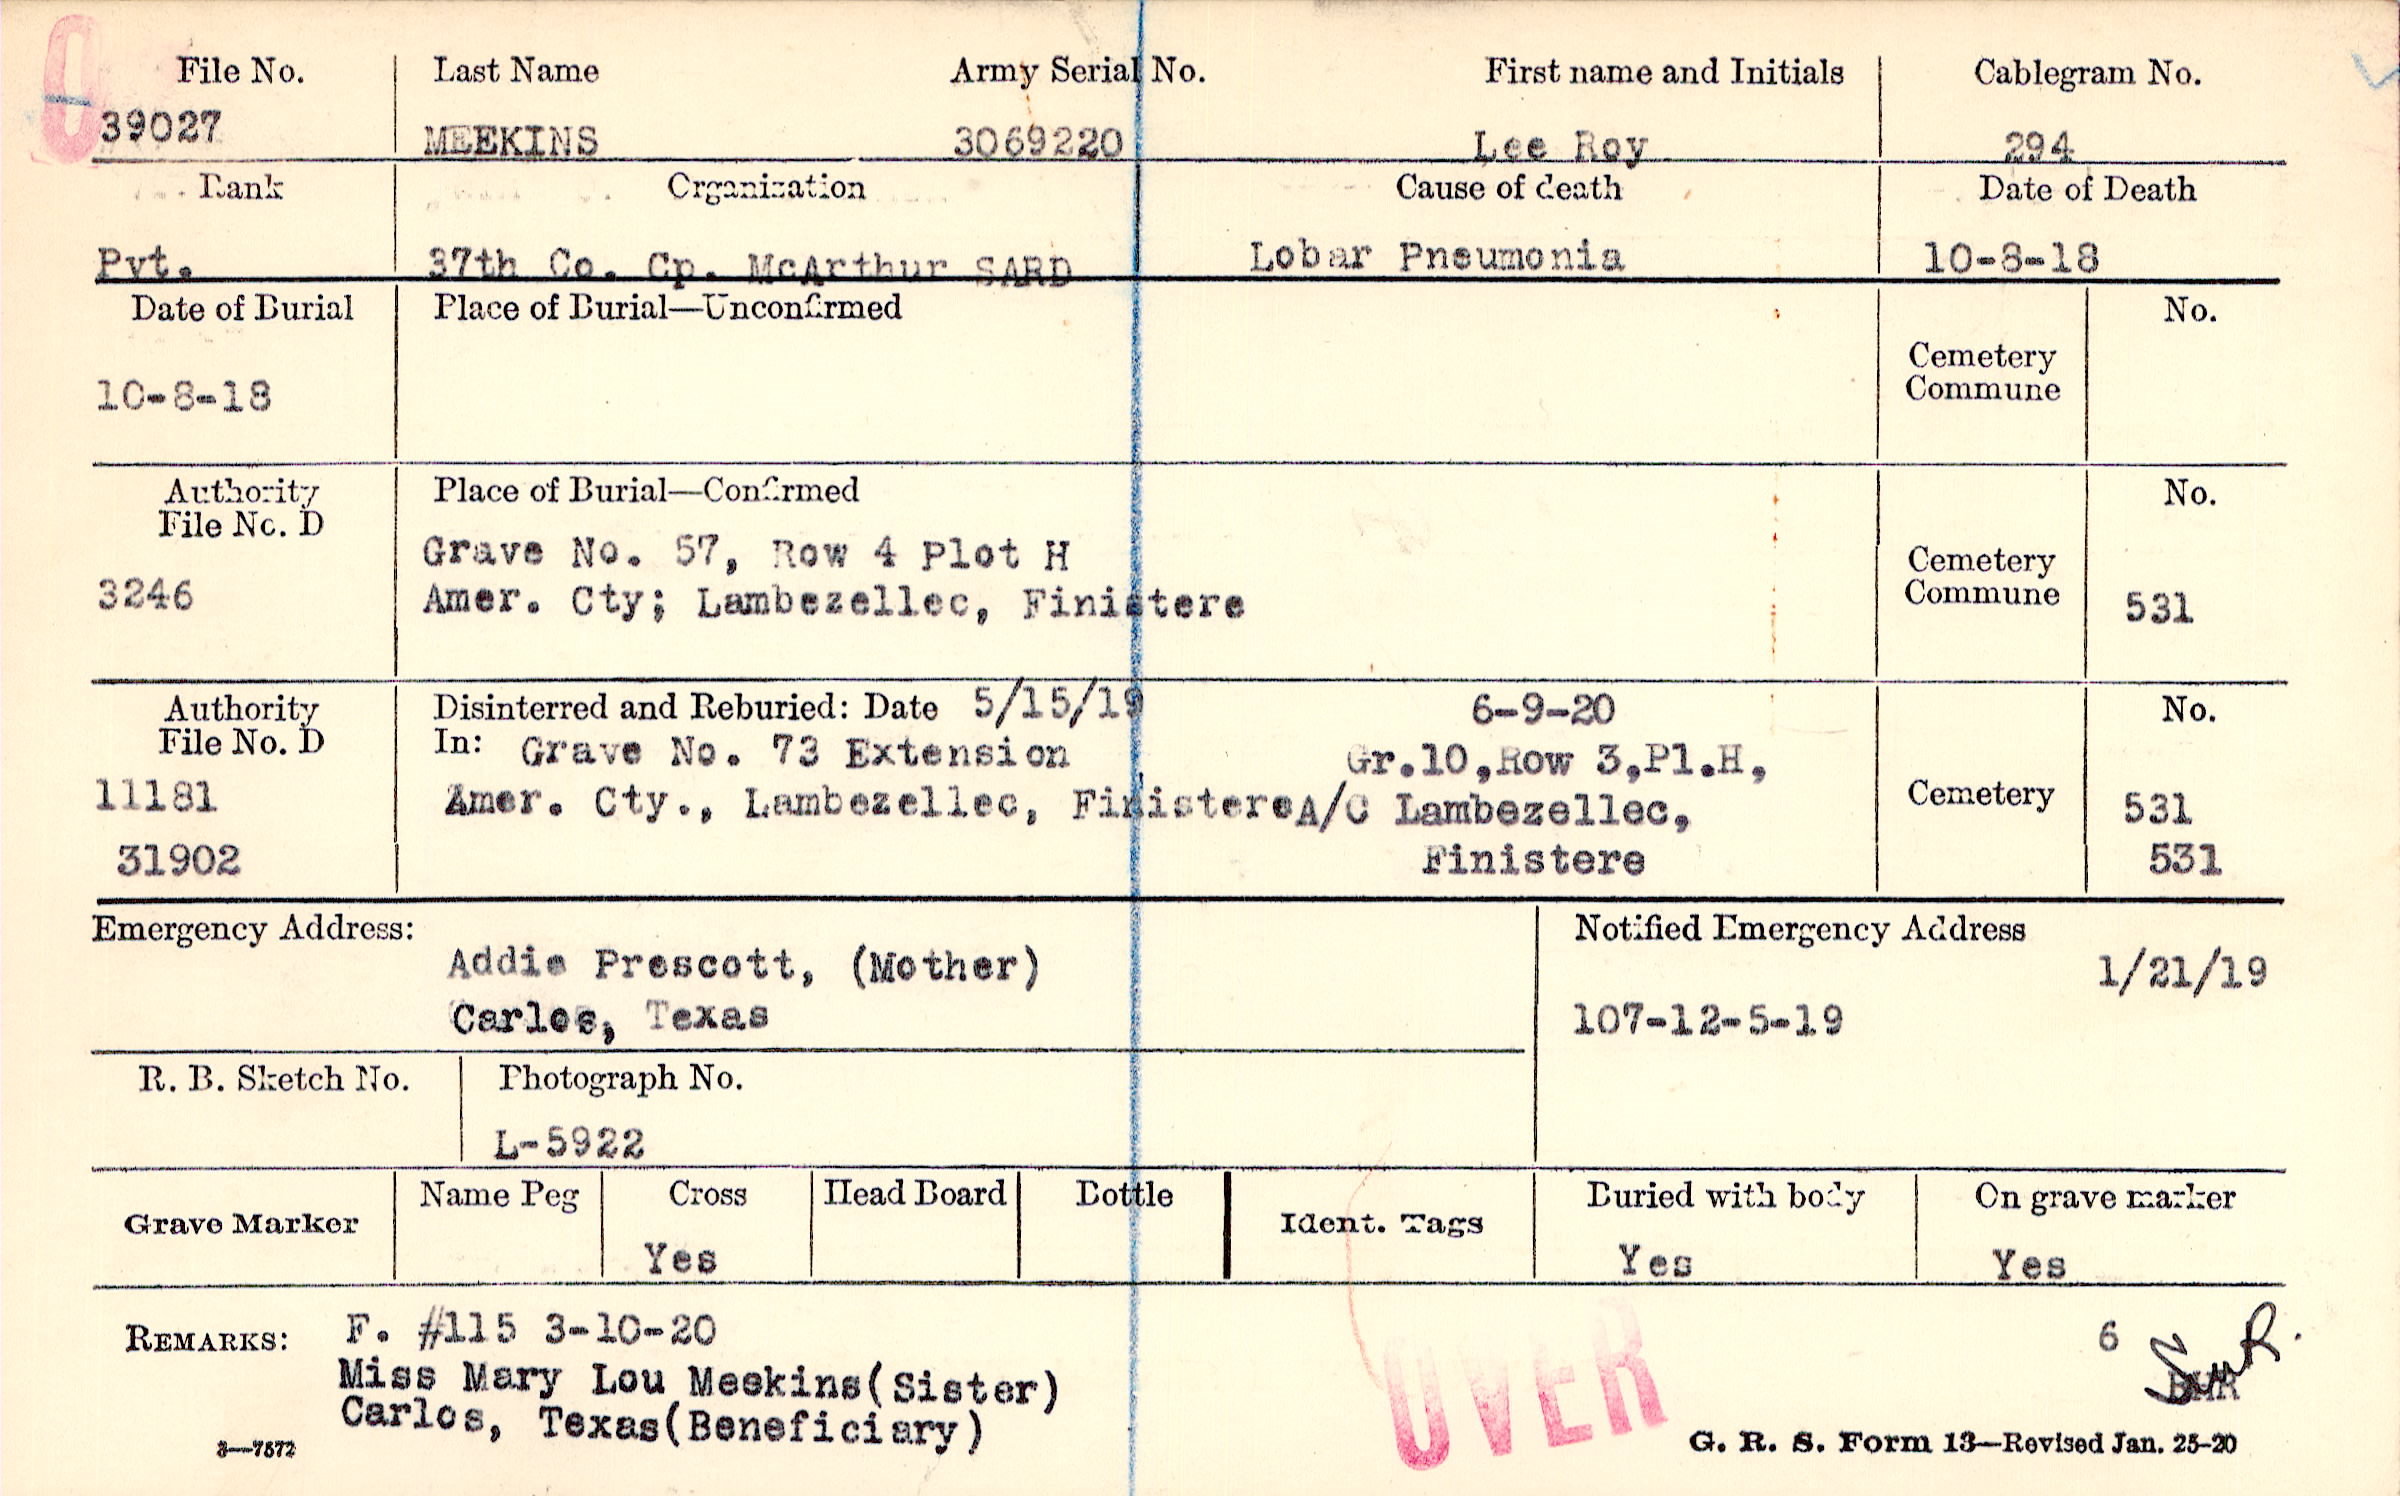 File No. Last Name Army Serial No. First name and Initials Cablegram No.
39027 MEEKINS 3069220 Lee Roy 294
Rank Organization Cause of death Date of Death
Pvt. 37th Co. Cp. McArthur SARD Lobar Pneumonia 10-8-18
Date of Burial Place of Burial—Unconfirmed No.
Cemetery
Commune
10-8-18
Authority Place of Burial—Confirmed No.
File No. D
Grave No. 57, Row 4 Plot H Cemetery
3246 Amer. Cty; Lambezellec, Finistere Commune 531
Authority Disinterred and Reburied: Date 5/15/19 6-9-20 No.
File No. D In: Grave No. 73 Extension Gr.10,Row 3,Pl.H,
11181 Amer. Cty., Lambezellec, Finistere A/C Lambezellec, Cemetery 531
31902 Finistere 531
Emergency Address: Notified Emergency Address
Addie Prescott, (Mother) 1/21/19
Carlos, Texas 107-12-5-19
R. B. Sketch No. Photograph No.
L-5922
Grave Marker Name Peg Cross Head Board Bottle Ident. Tags Buried with body On grave marker
Yes Yes Yes
REMARKS: F. #115 3-10-20 6
Miss Mary Lou Meekins(Sister)
Carlos, Texas(Beneficiary)
OVER
3—7572 G. R. S. Form 13—Revised Jan. 25-20